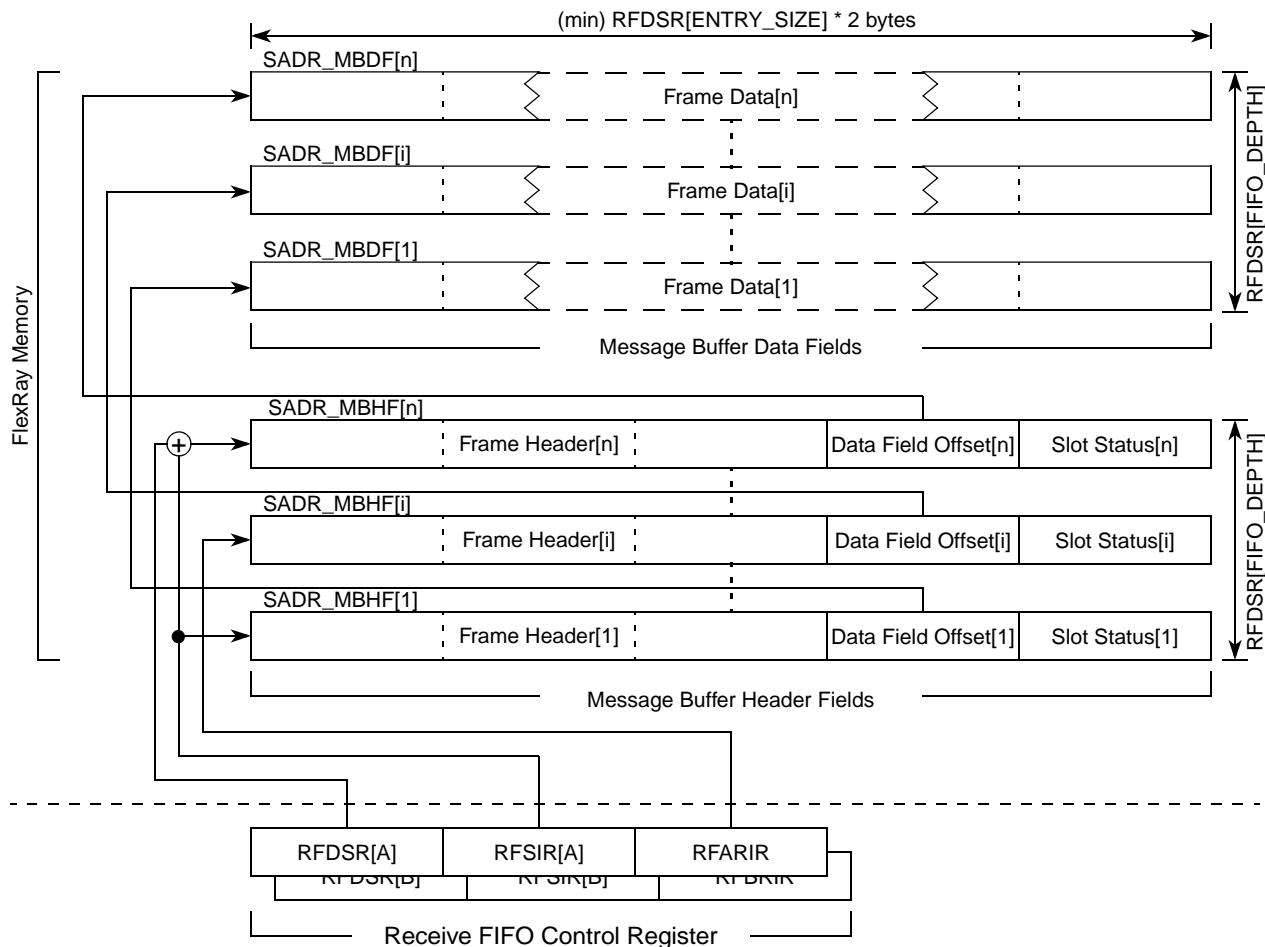 (min) RFDSR[ENTRY_SIZE] * 2 bytes
SADR_MBDF[n]
Frame Data[n]
SADR_MBDF[i]
Frame Data[i]
SADR_MBDF[1]
Frame Data[1]
RFDSR[FIFO_DEPTH]
Message Buffer Data Fields
FlexRay Memory
SADR_MBHF[n]
Frame Header[n] Data Field Offset[n] Slot Status[n]
SADR_MBHF[i]
Frame Header[i] Data Field Offset[i] Slot Status[i]
SADR_MBHF[1]
Frame Header[1] Data Field Offset[1] Slot Status[1]
RFDSR[FIFO_DEPTH]
Message Buffer Header Fields
RFDSR[A] RFSIR[A] RFARIR
RFDSR[B] RFSIR[B] RFBRIR
Receive FIFO Control Register